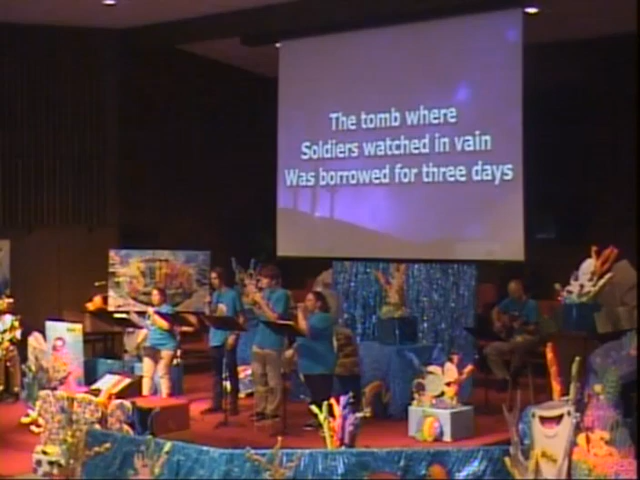 The tomb where
Soldiers watched in vain
Was borrowed for three days